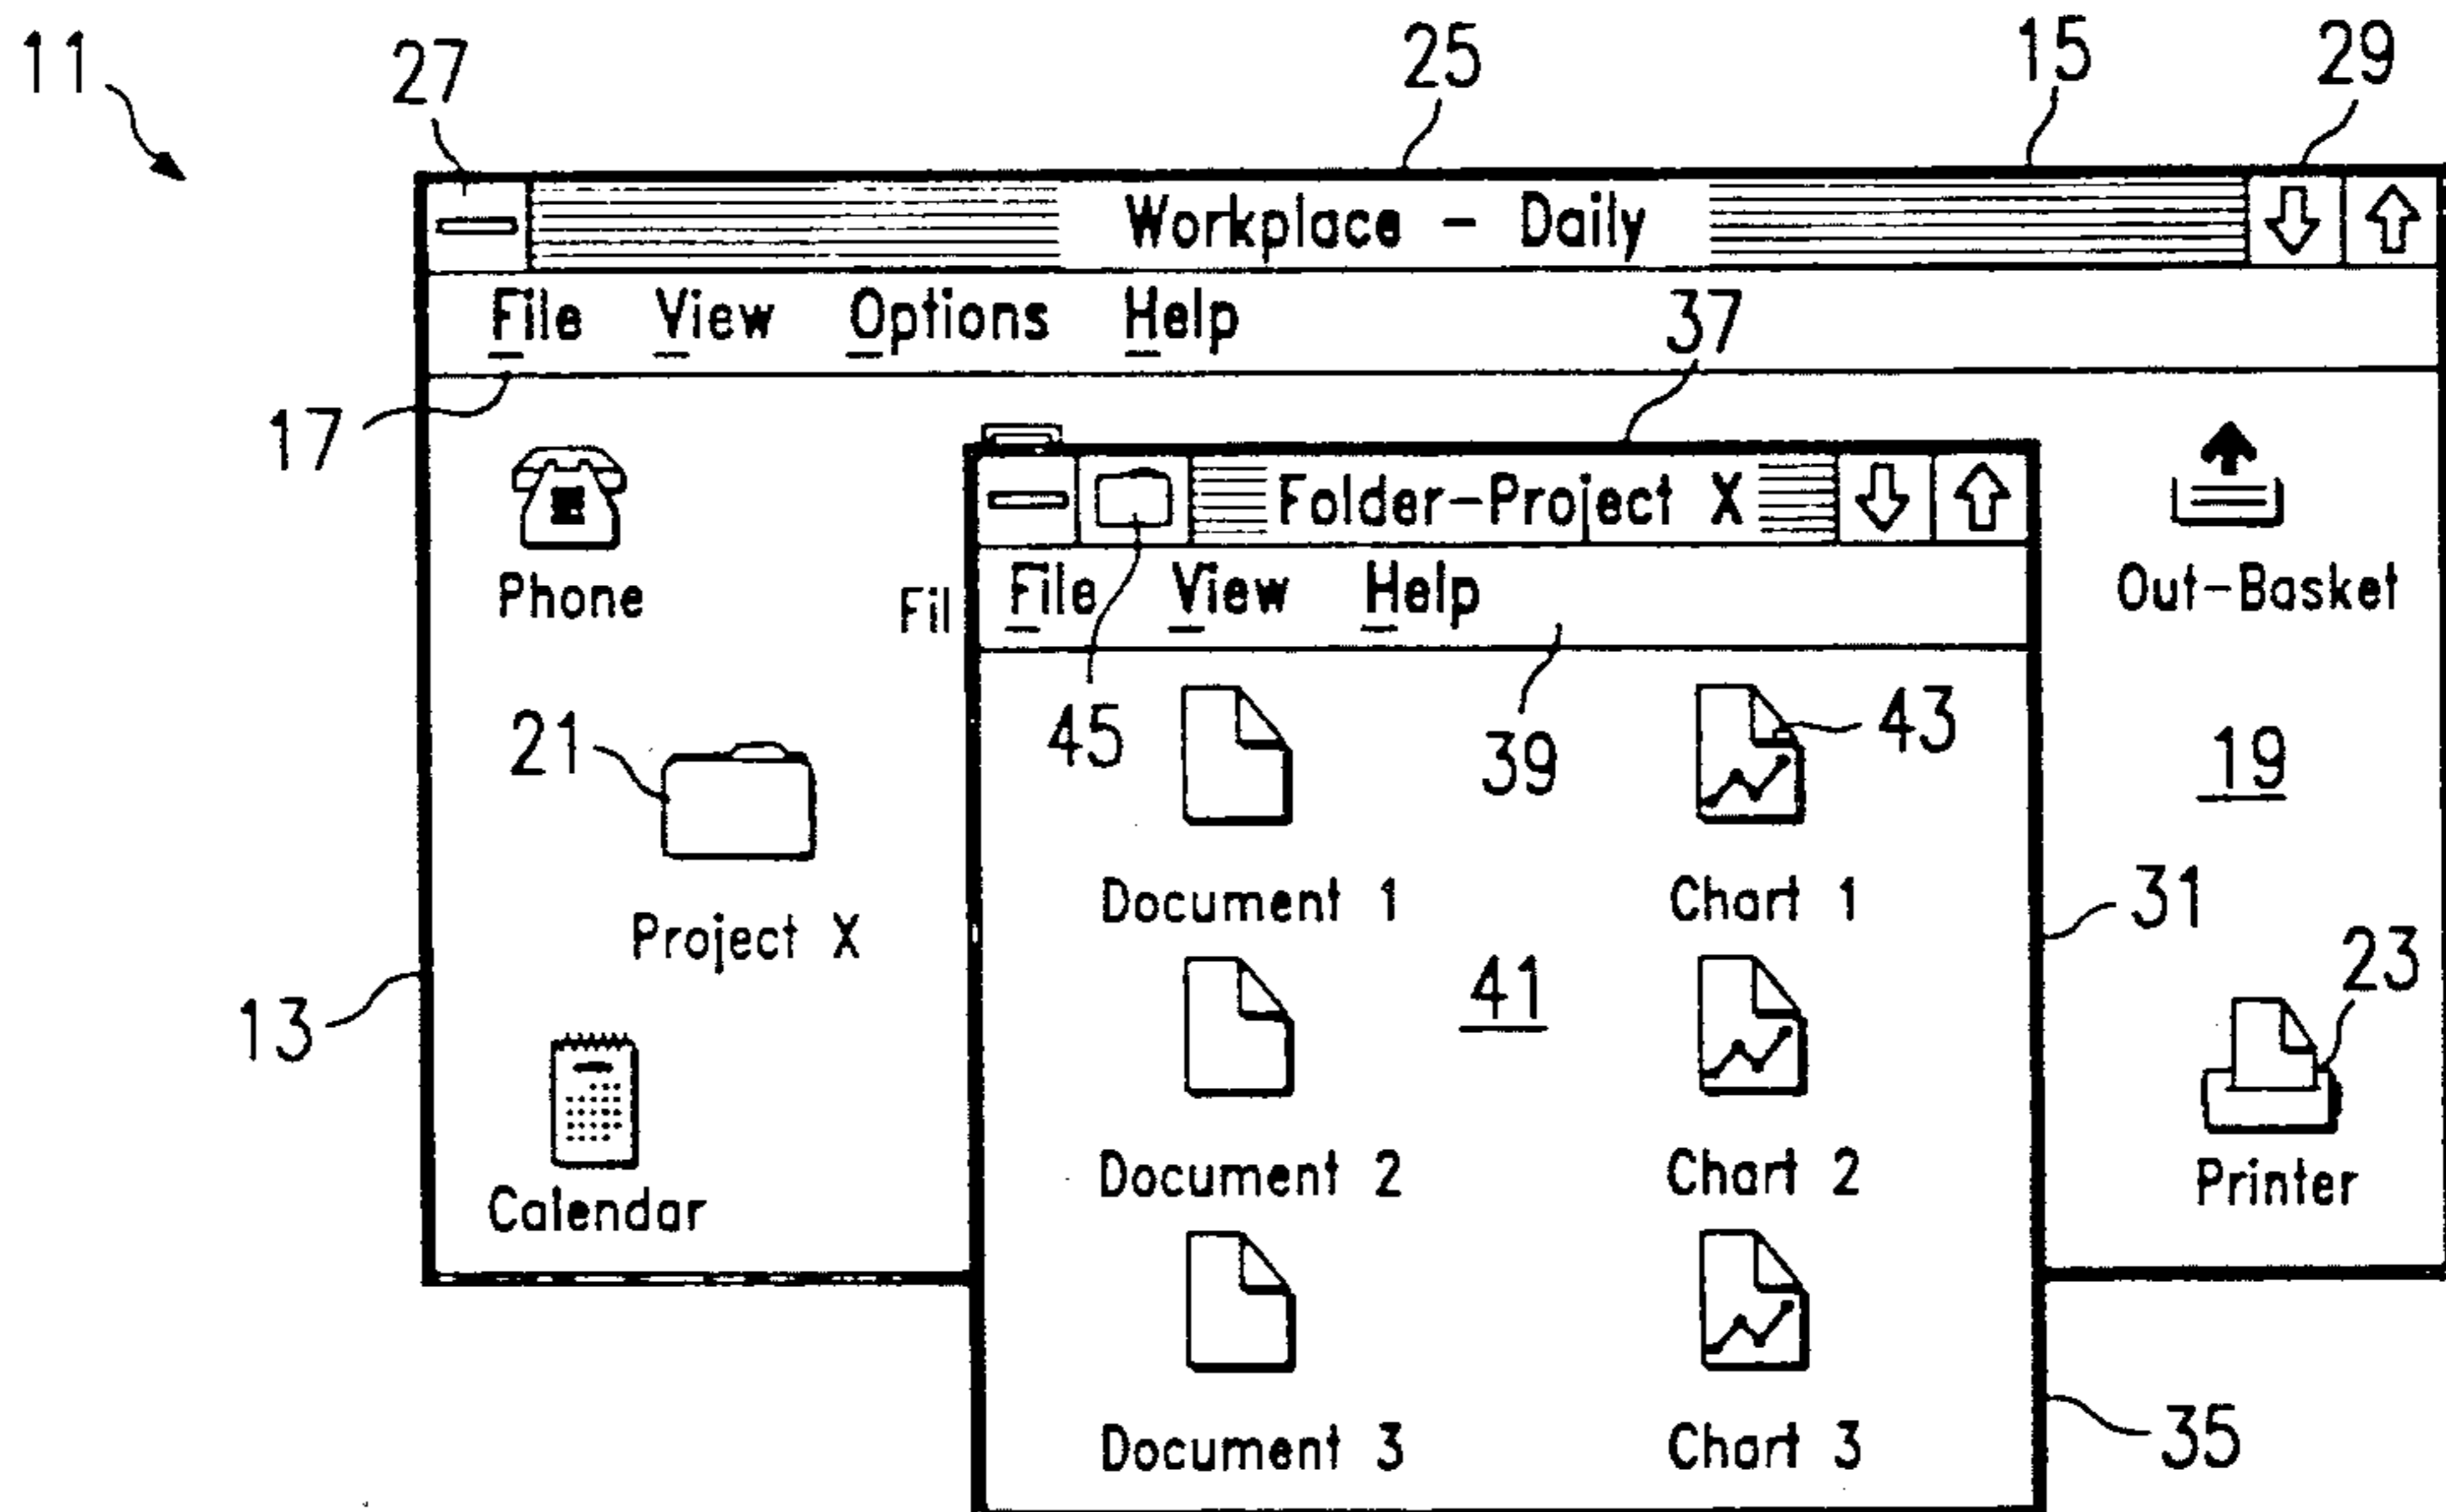 11
27
25
15
29
Workplace - Daily
File View Options Help
37
17
Folder-Project X
Phone
Fil
File View Help
Out-Basket
21
45
39
43
19
Document 1
Chart 1
31
Project X
41
23
13
Document 2
Chart 2
Printer
Calendar
35
Document 3
Chart 3